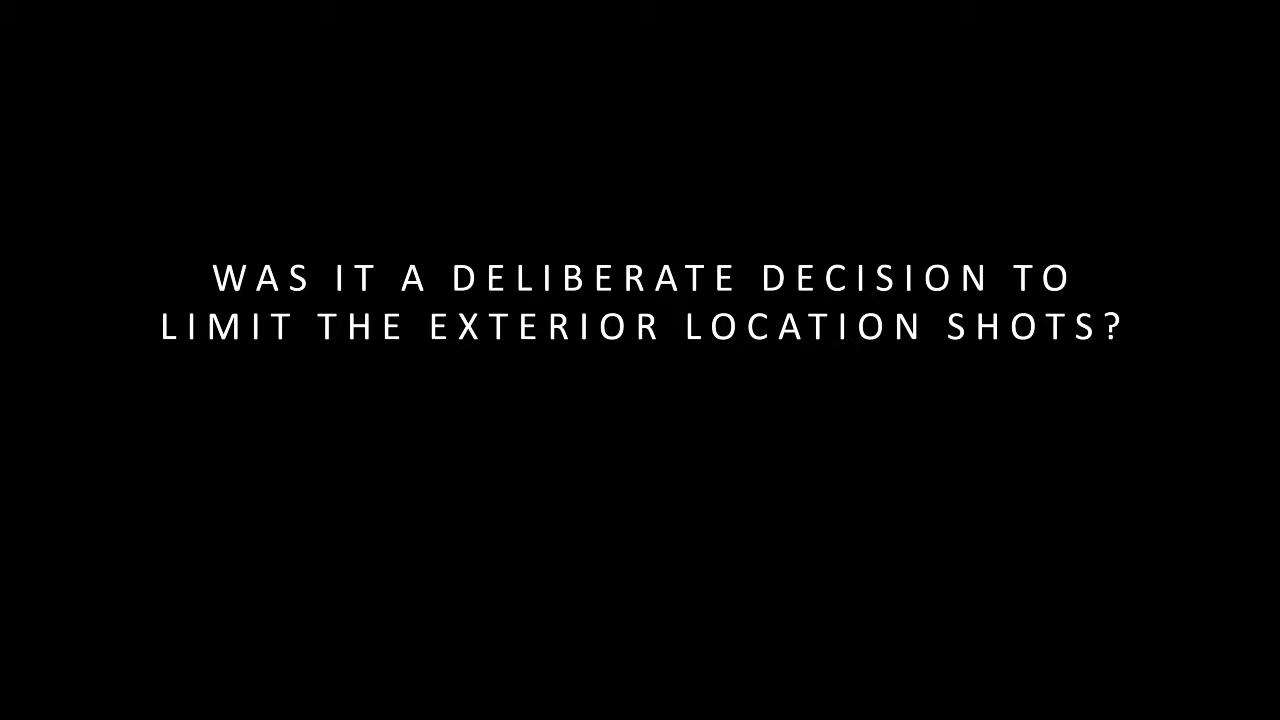 WAS IT A DELIBERATE DECISION TO
LIMIT THE EXTERIOR LOCATION SHOTS?